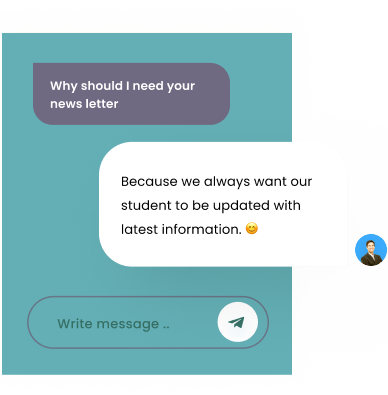 Why should I need your
news letter
Because we always want our
student to be updated with
latest information. 😊
Write message ..